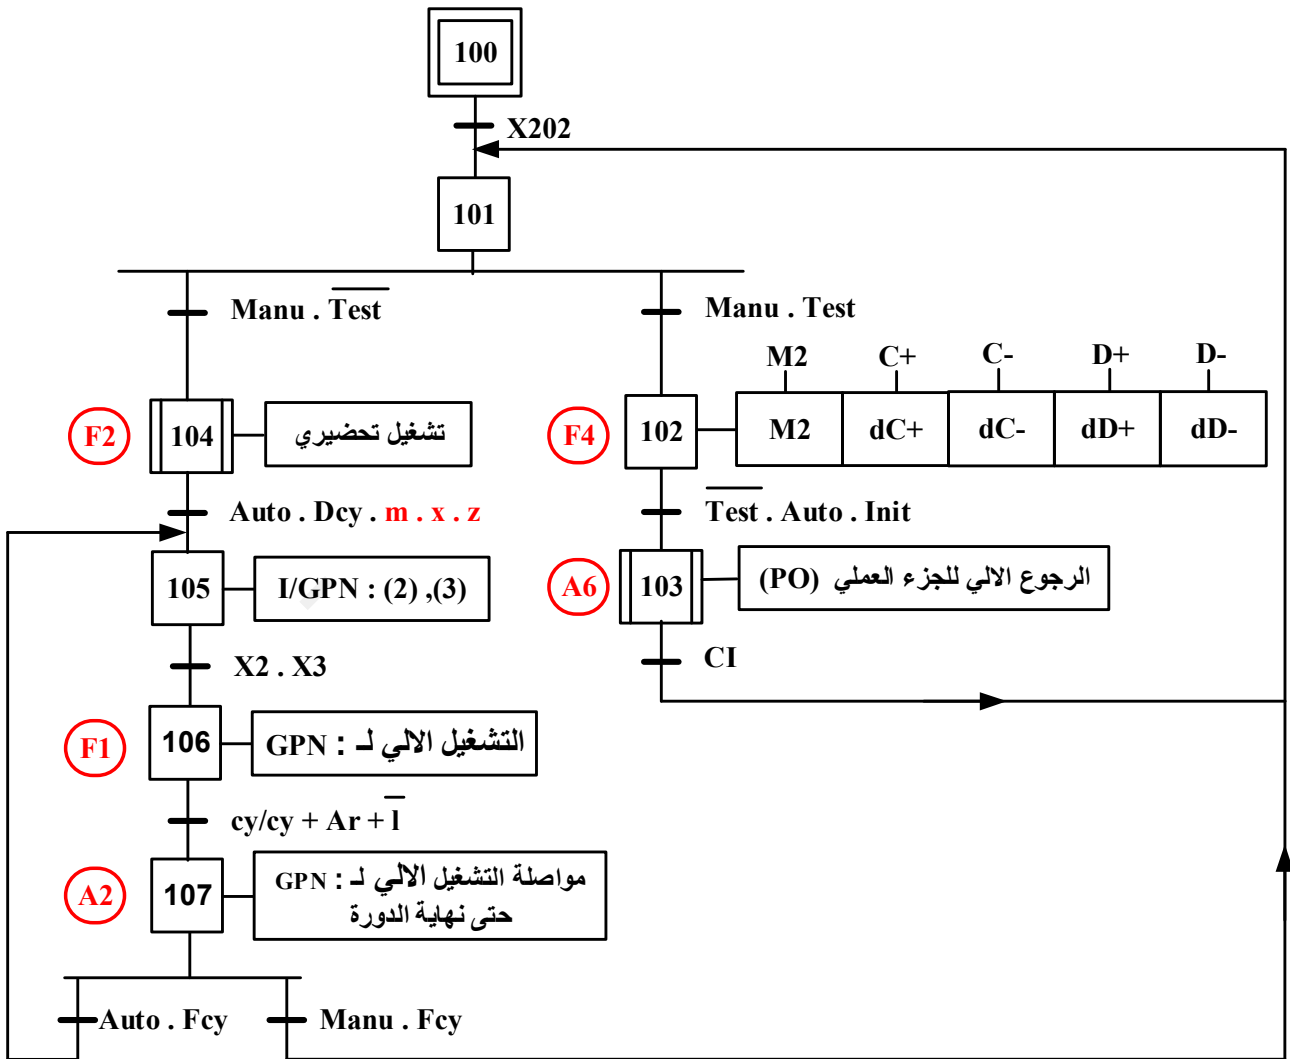 100
X202
101
Manu . T̅e̅s̅t̅
Manu . Test
M2 C+ C- D+ D-
F2 104 تشغيل تحضيري
F4 102 M2 dC+ dC- dD+ dD-
Auto . Dcy . m . x . z
T̅e̅s̅t̅ . Auto . Init
105 I/GPN : (2) ,(3)
A6 103 الرجوع الالي للجزء العملي (PO)
X2 . X3
CI
F1 106 التشغيل الالي لـ : GPN
cy/cy + Ar + l̅
A2 107 مواصلة التشغيل الالي لـ : GPN
حتى نهاية الدورة
Auto . Fcy
Manu . Fcy